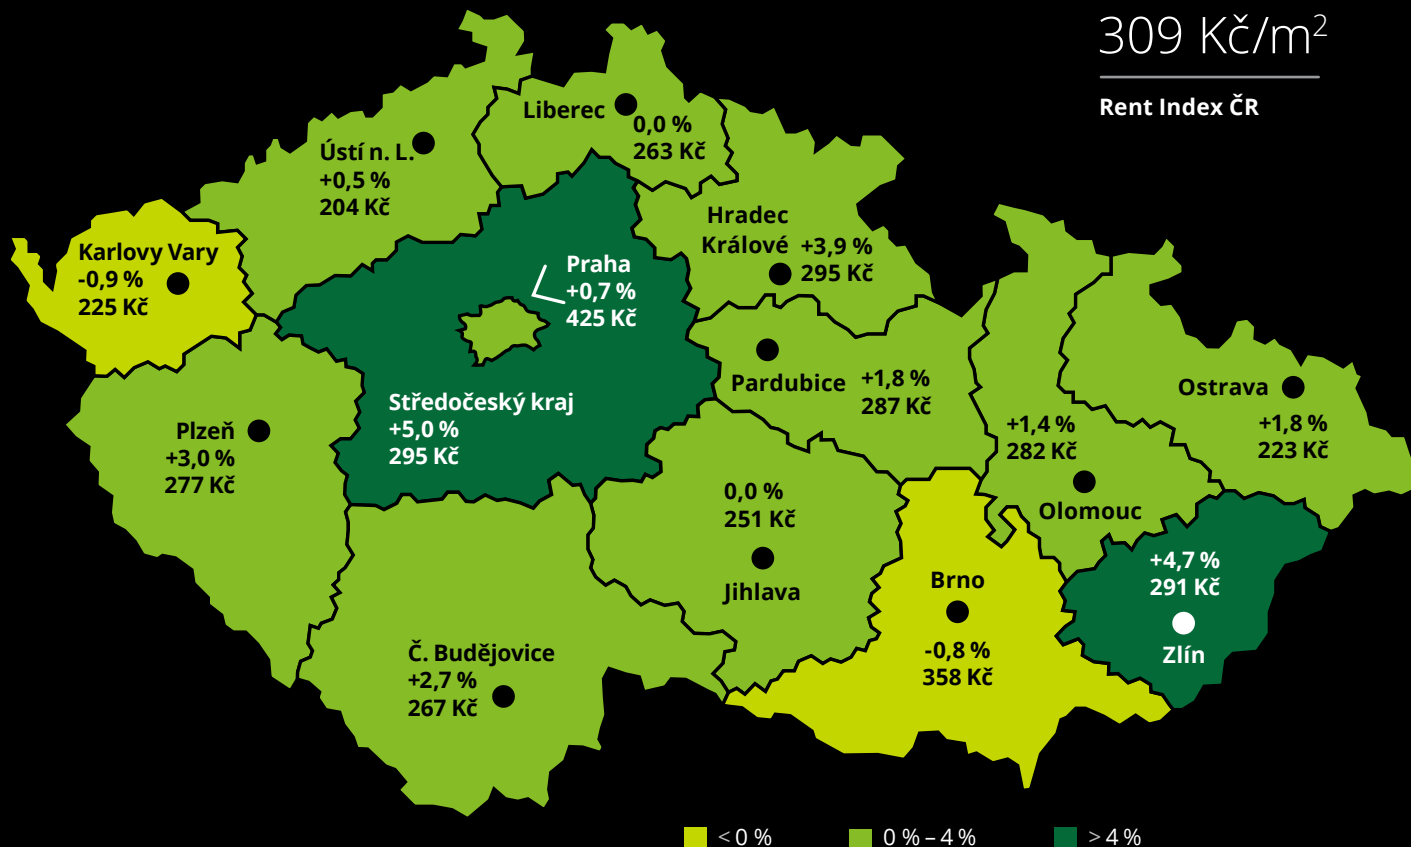 309 Kč/m²
Rent Index ČR
Liberec
0,0 %
263 Kč
Ústí n. L.
+0,5 %
204 Kč
Karlovy Vary
-0,9 %
225 Kč
Hradec
Králové
+3,9 %
295 Kč
Praha
+0,7 %
425 Kč
Středočeský kraj
+5,0 %
295 Kč
Pardubice
+1,8 %
287 Kč
Ostrava
+1,8 %
223 Kč
Plzeň
+3,0 %
277 Kč
+1,4 %
282 Kč
Olomouc
0,0 %
251 Kč
Jihlava
Brno
-0,8 %
358 Kč
+4,7 %
291 Kč
Zlín
Č. Budějovice
+2,7 %
267 Kč
< 0 %
0 % – 4 %
> 4 %